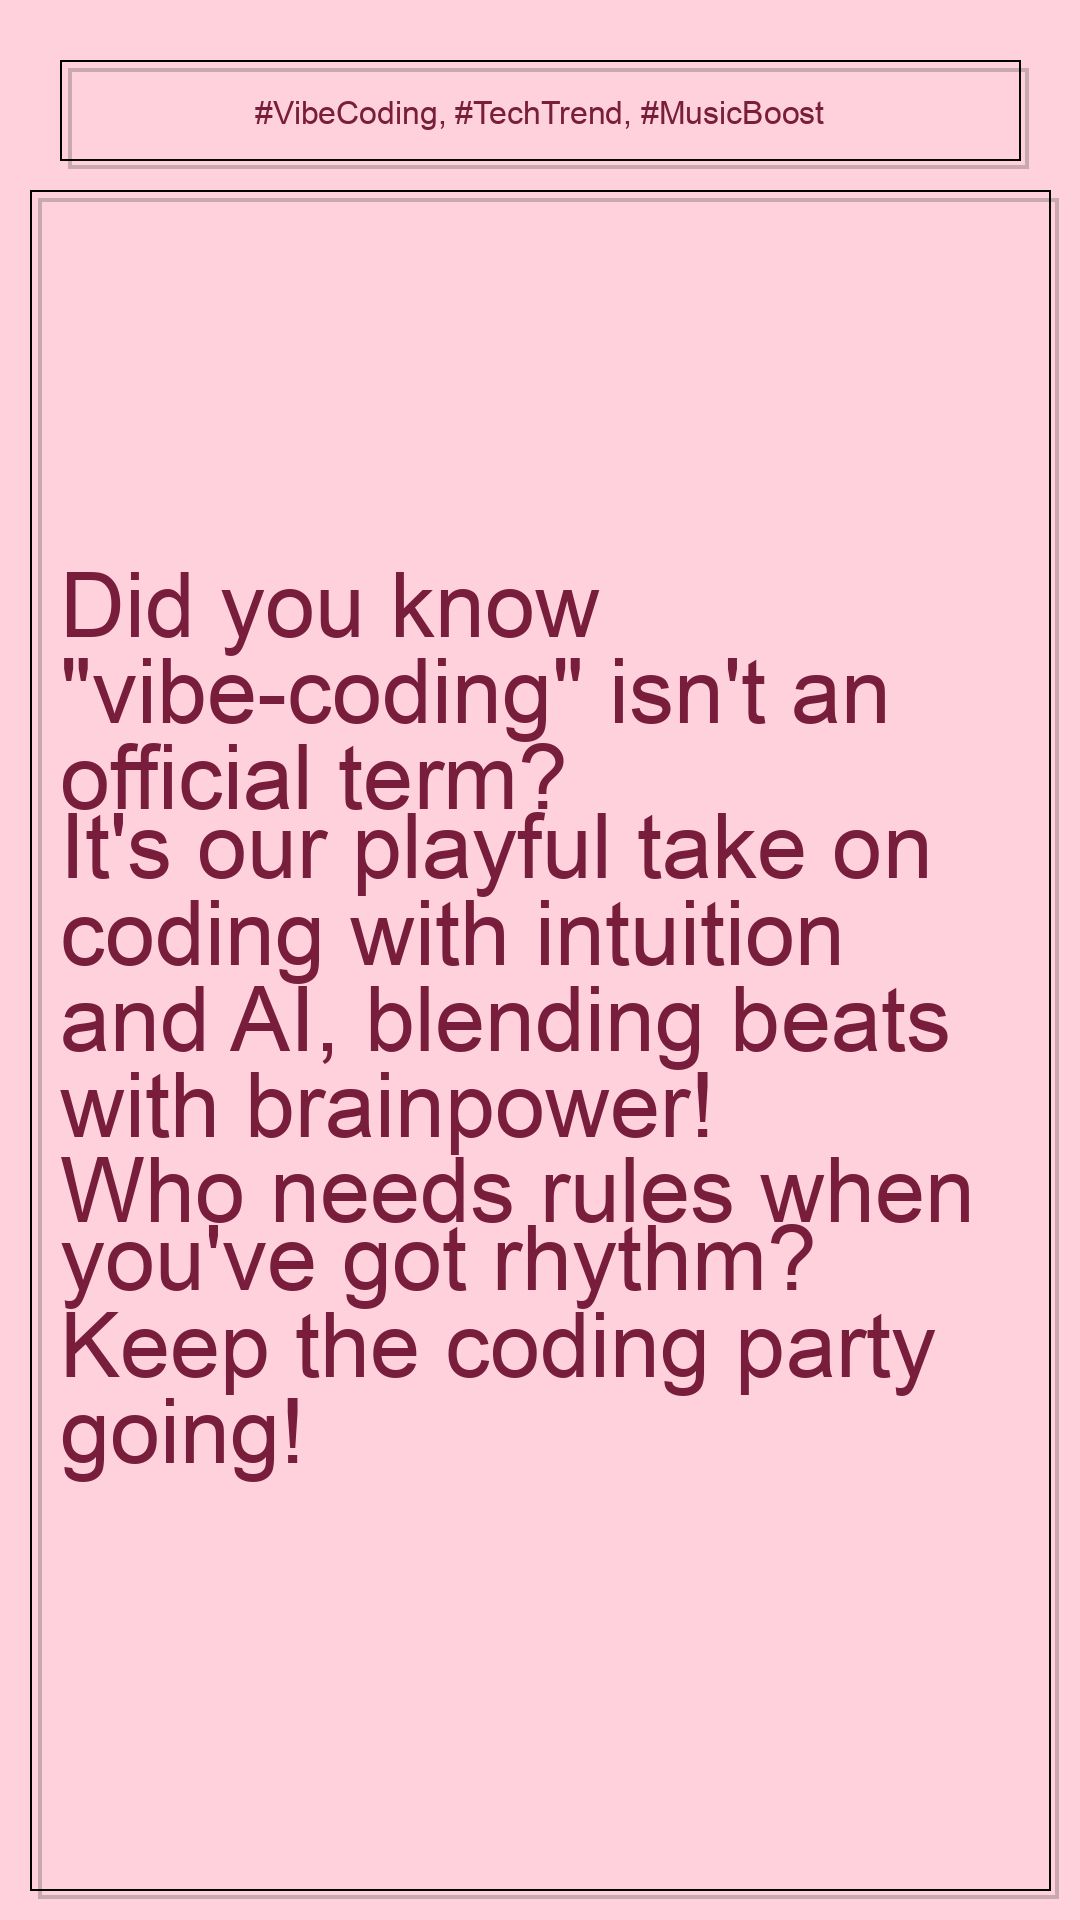 #VibeCoding, #TechTrend, #MusicBoost
Did you know
"vibe-coding" isn't an
official term?
It's our playful take on
coding with intuition
and AI, blending beats
with brainpower!
Who needs rules when
you've got rhythm?
Keep the coding party
going!